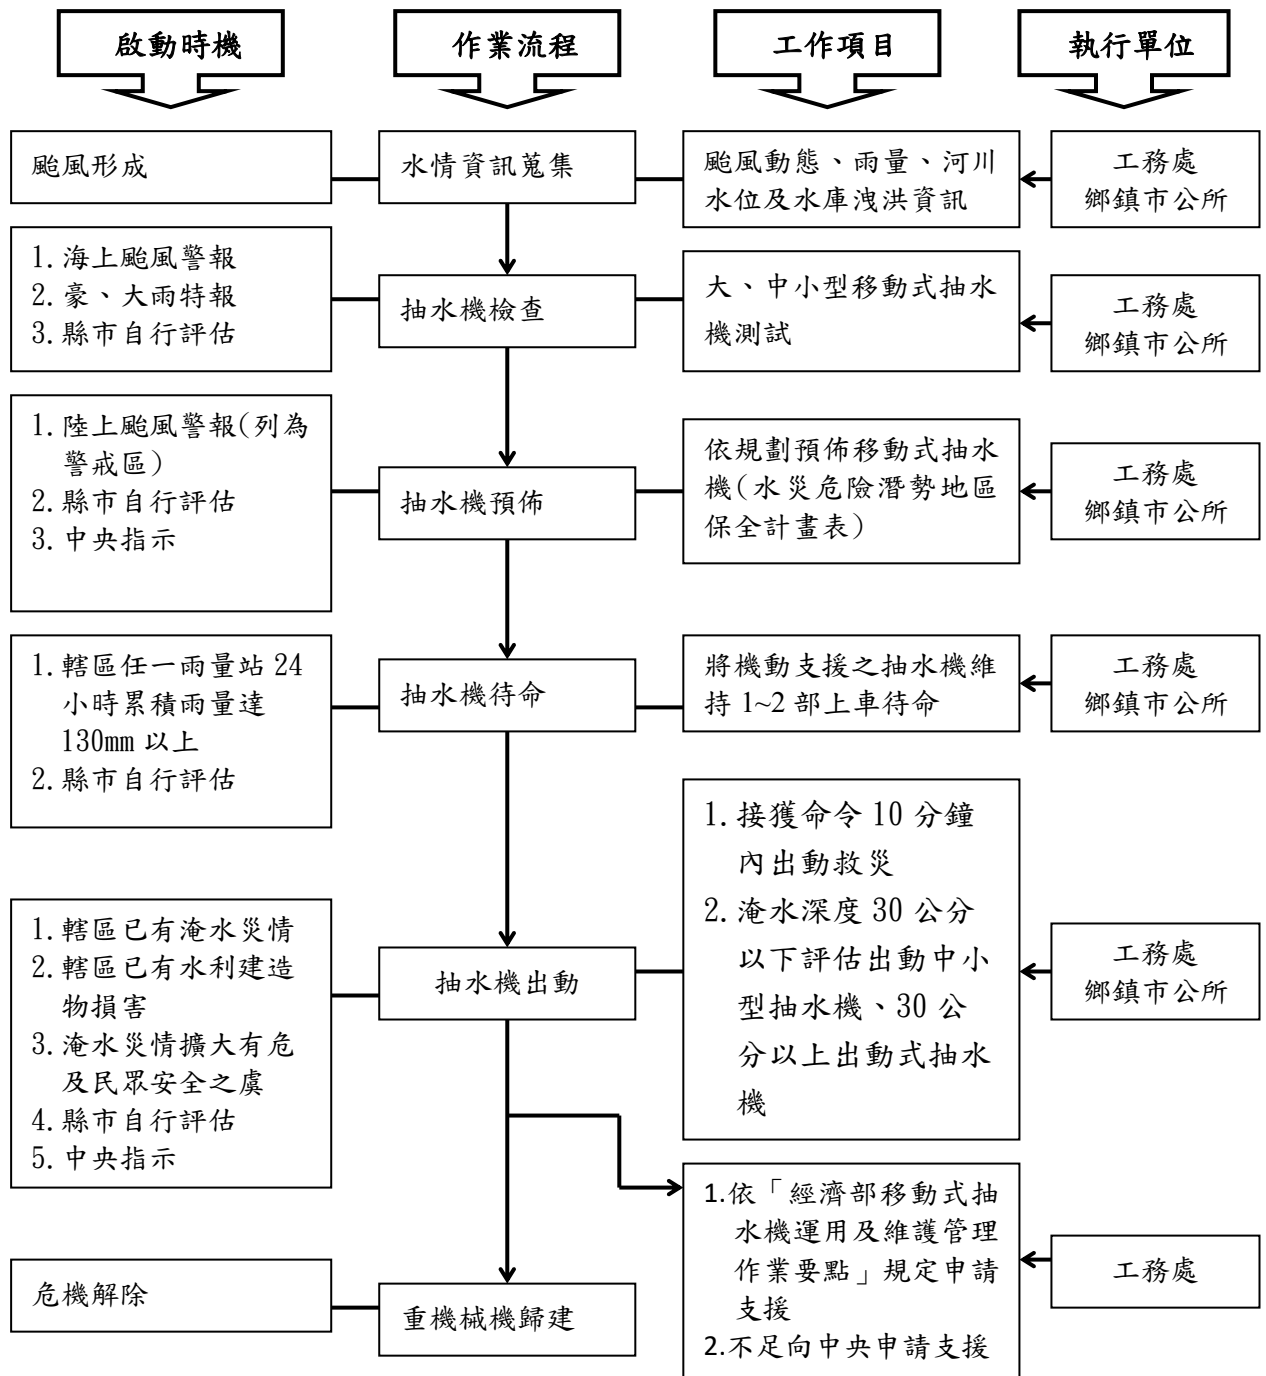 啟動時機
作業流程
工作項目
執行單位
颱風形成
水情資訊蒐集
颱風動態、雨量、河川
水位及水庫洩洪資訊
工務處
鄉鎮市公所
1.海上颱風警報
2.豪、大雨特報
3.縣市自行評估
抽水機檢查
大、中小型移動式抽水
機測試
工務處
鄉鎮市公所
1.陸上颱風警報(列為
警戒區)
2.縣市自行評估
3.中央指示
抽水機預佈
依規劃預佈移動式抽水
機(水災危險潛勢地區
保全計畫表)
工務處
鄉鎮市公所
1.轄區任一雨量站 24
小時累積雨量達
130mm 以上
2.縣市自行評估
抽水機待命
將機動支援之抽水機維
持 1~2 部上車待命
工務處
鄉鎮市公所
1.轄區已有淹水災情
2.轄區已有水利建造
物損害
3.淹水災情擴大有危
及民眾安全之虞
4.縣市自行評估
5.中央指示
抽水機出動
1.接獲命令 10 分鐘
內出動救災
2.淹水深度 30 公分
以下評估出動中小
型抽水機、30 公
分以上出動式抽水
機
工務處
鄉鎮市公所
危機解除
重機械機歸建
1.依「經濟部移動式抽
水機運用及維護管理
作業要點」規定申請
支援
2.不足向中央申請支援
工務處